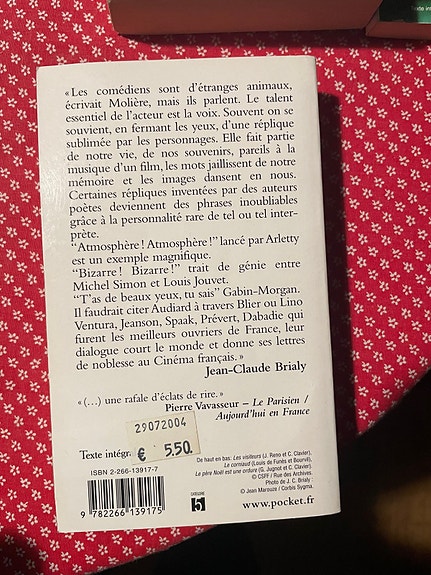 Texte int
« Les comédiens sont d'étranges animaux,
écrivait Molière, mais ils parlent. Le talent
essentiel de l'acteur est la voix. Souvent on se
souvient, en fermant les yeux, d'une réplique
sublimée par les personnages. Elle fait partie
de notre vie, de nos souvenirs, pareils à la
musique d'un film, les mots jaillissent de notre
mémoire et les images dansent en nous.
Certaines répliques inventées par des auteurs
poètes deviennent des phrases inoubliables
grâce à la personnalité rare de tel ou tel inter-
prète.
"Atmosphère ! Atmosphère !" lancé par Arletty
est un exemple magnifique.
"Bizarre ! Bizarre !" trait de génie entre
Michel Simon et Louis Jouvet.
"T'as de beaux yeux, tu sais" Gabin-Morgan.
Il faudrait citer Audiard à travers Blier ou Lino
Ventura, Jeanson, Spaak, Prévert, Dabadie qui
furent les meilleurs ouvriers de France, leur
dialogue court le monde et donne ses lettres
de noblesse au Cinéma français. »
Jean-Claude Brialy
« (...) une rafale d'éclats de rire. »
Pierre Vavasseur – Le Parisien /
Aujourd'hui en France
29072004
€ 5.50
Texte intégr
ISBN 2-266-13917-7
9 782266 139175
CATÉGORIE
5
De haut en bas: Les visiteurs (J. Reno et C. Clavier),
Le corniaud (Louis de Funès et Bourvil),
Le père Noël est une ordure (G. Jugnot et C. Clavier).
© CSFF / Rue des Archives.
Photo de J. C. Brialy :
© Jean Marouze / Corbis Sygma.
www.pocket.fr